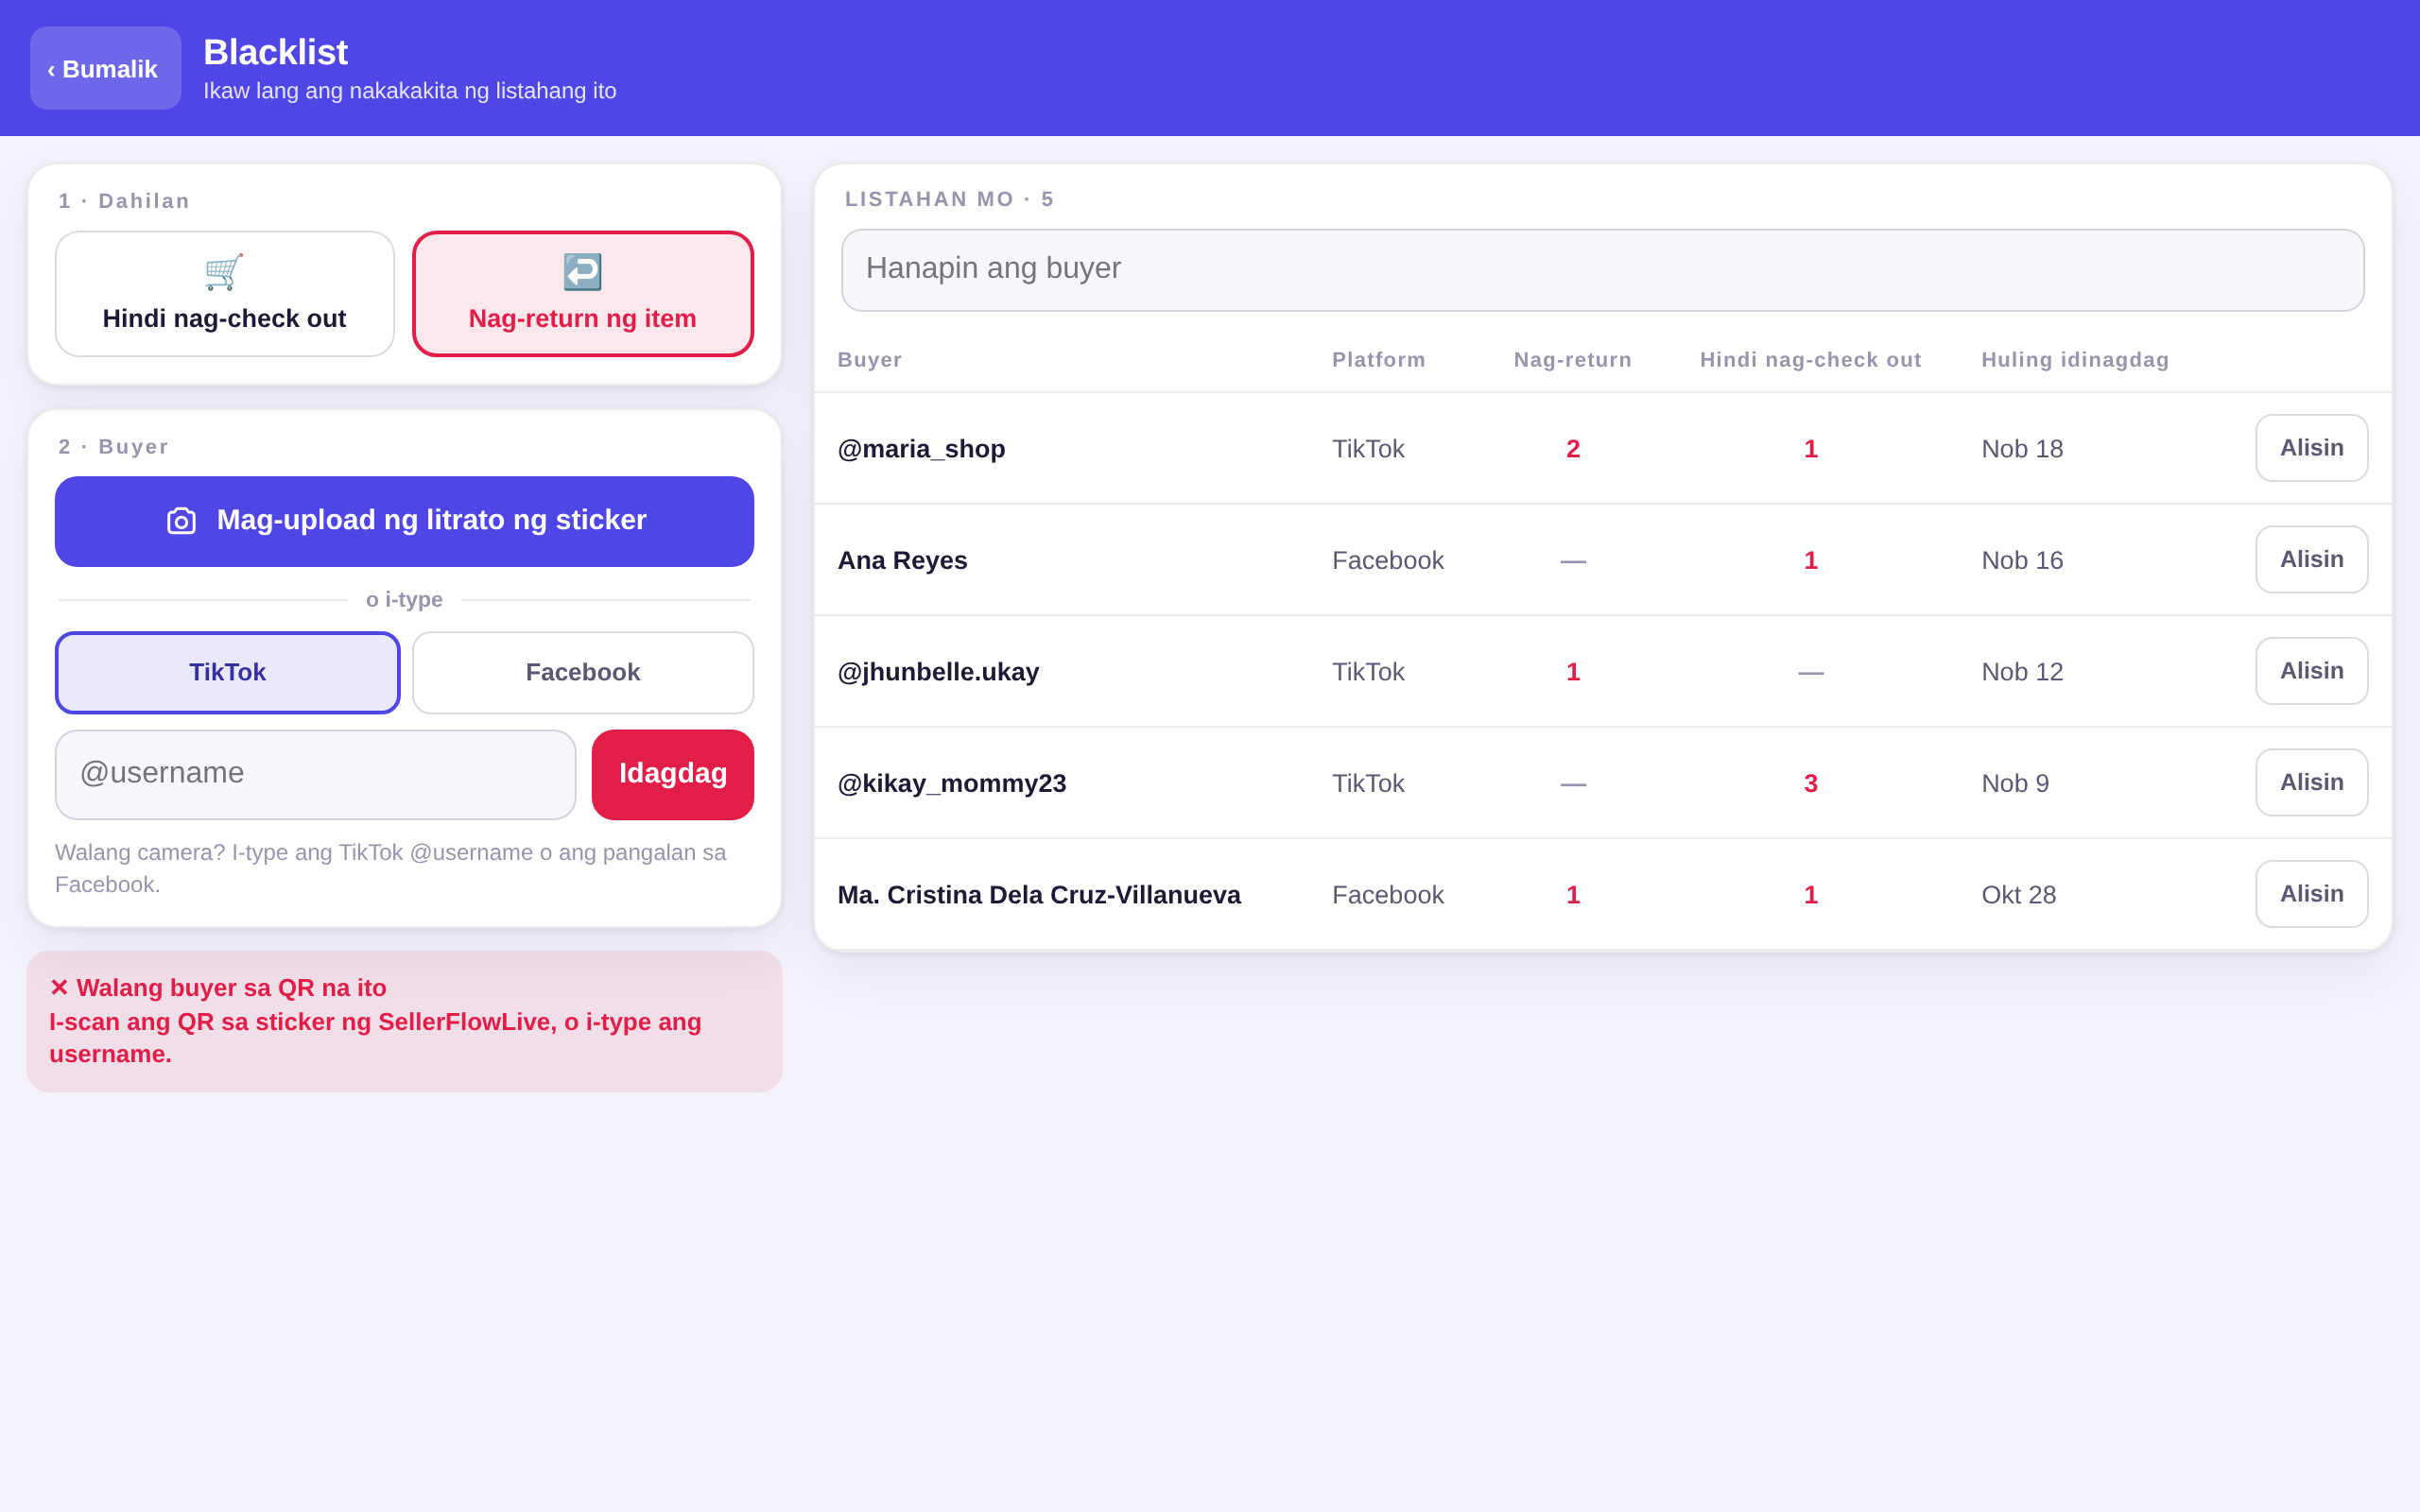 ‹ Bumalik
Blacklist
Ikaw lang ang nakakakita ng listahang ito
1 · Dahilan
Hindi nag-check out
Nag-return ng item
2 · Buyer
Mag-upload ng litrato ng sticker
o i-type
TikTok
Facebook
@username
Idagdag
Walang camera? I-type ang TikTok @username o ang pangalan sa
Facebook.
✕ Walang buyer sa QR na ito
I-scan ang QR sa sticker ng SellerFlowLive, o i-type ang
username.
LISTAHAN MO · 5
Hanapin ang buyer
Buyer Platform Nag-return Hindi nag-check out Huling idinagdag
@maria_shop TikTok 2 1 Nob 18 Alisin
Ana Reyes Facebook — 1 Nob 16 Alisin
@jhunbelle.ukay TikTok 1 — Nob 12 Alisin
@kikay_mommy23 TikTok — 3 Nob 9 Alisin
Ma. Cristina Dela Cruz-Villanueva Facebook 1 1 Okt 28 Alisin